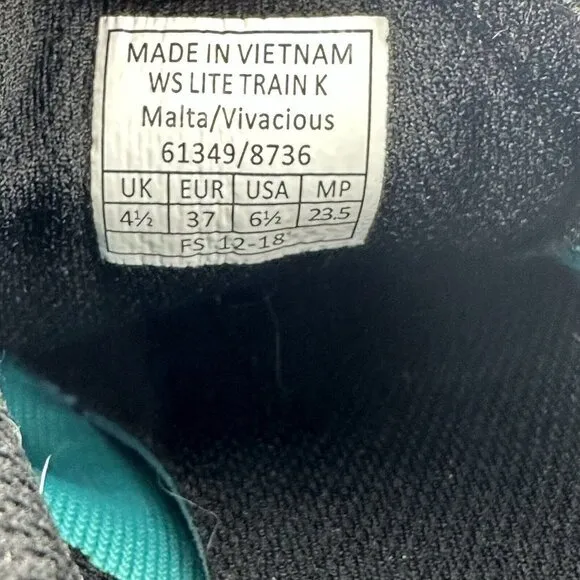 MADE IN VIETNAM
WS LITE TRAIN K
Malta/Vivacious
61349/8736
UK EUR USA MP
4½ 37 6½ 23.5
FS 12-18